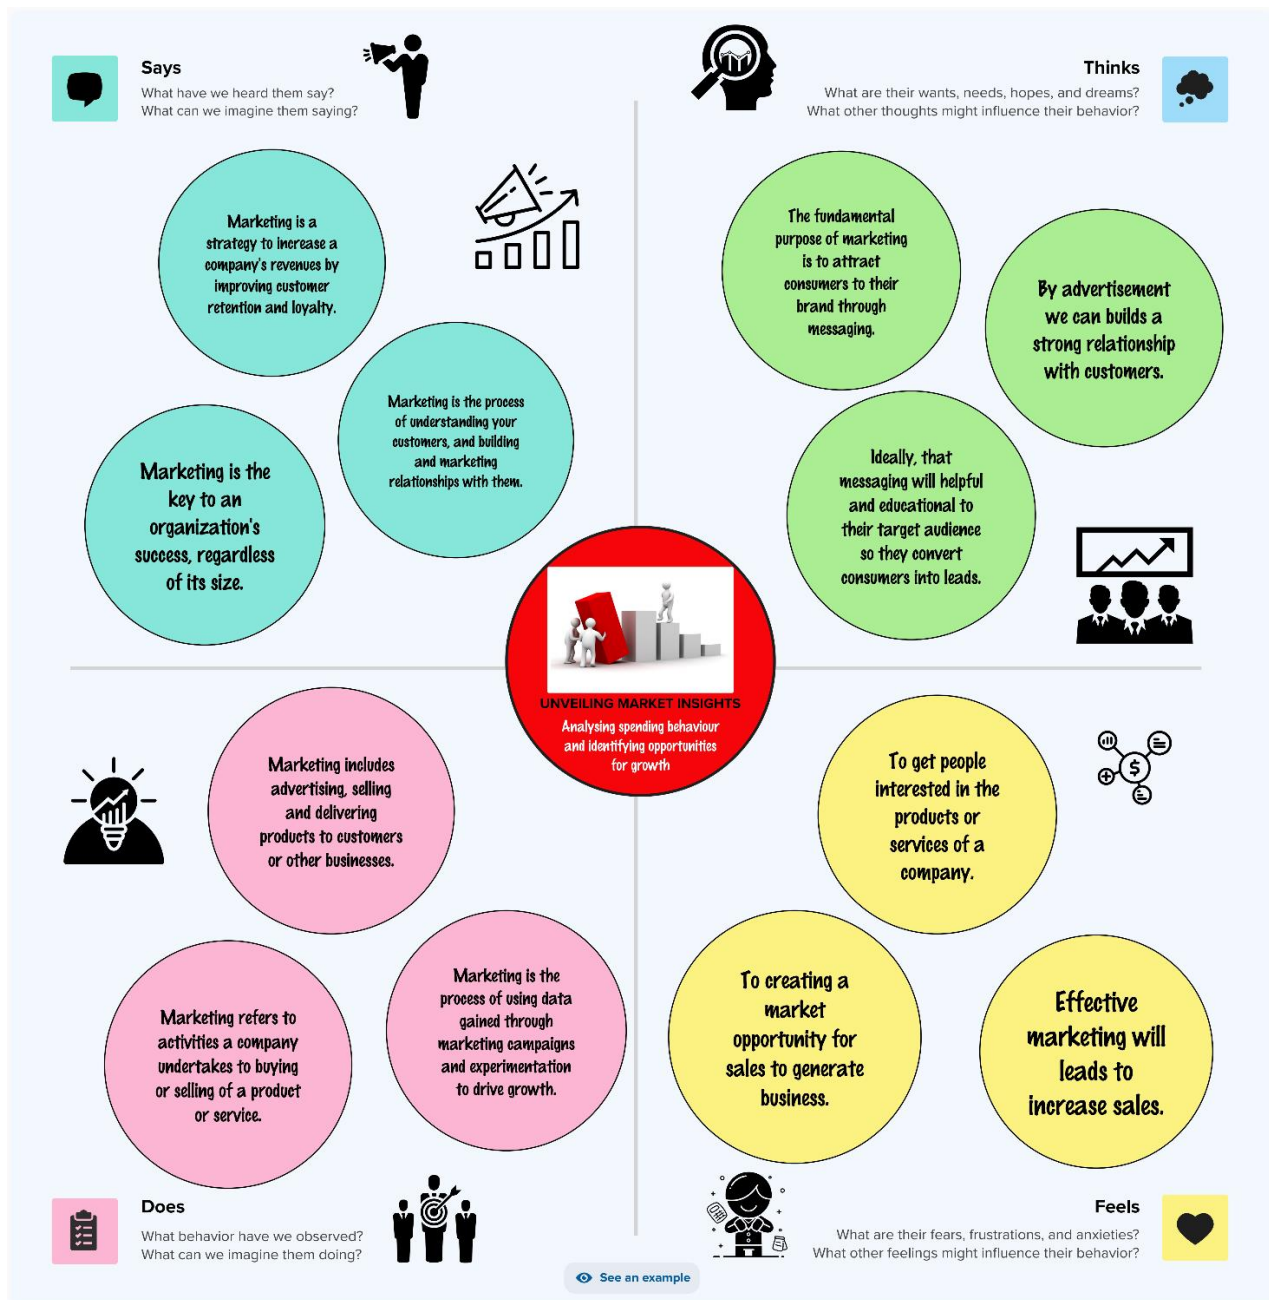 Says
What have we heard them say?
What can we imagine them saying?
Thinks
What are their wants, needs, hopes, and dreams?
What other thoughts might influence their behavior?
Marketing is a
strategy to increase a
company's revenues by
improving customer
retention and loyalty.
Marketing is the process
of understanding your
customers, and building
and marketing
relationships with them.
Marketing is the
key to an
organization's
success, regardless
of its size.
The fundamental
purpose of marketing
is to attract
consumers to their
brand through
messaging.
By advertisement
we can builds a
strong relationship
with customers.
Ideally, that
messaging will helpful
and educational to
their target audience
so they convert
consumers into leads.
UNVEILING MARKET INSIGHTS
Analysing spending behaviour
and identifying opportunities
for growth
Marketing includes
advertising, selling
and delivering
products to customers
or other businesses.
Marketing refers to
activities a company
undertakes to buying
or selling of a product
or service.
Marketing is the
process of using data
gained through
marketing campaigns
and experimentation
to drive growth.
To get people
interested in the
products or
services of a
company.
To creating a
market
opportunity for
sales to generate
business.
Effective
marketing will
leads to
increase sales.
Does
What behavior have we observed?
What can we imagine them doing?
Feels
What are their fears, frustrations, and anxieties?
What other feelings might influence their behavior?
See an example